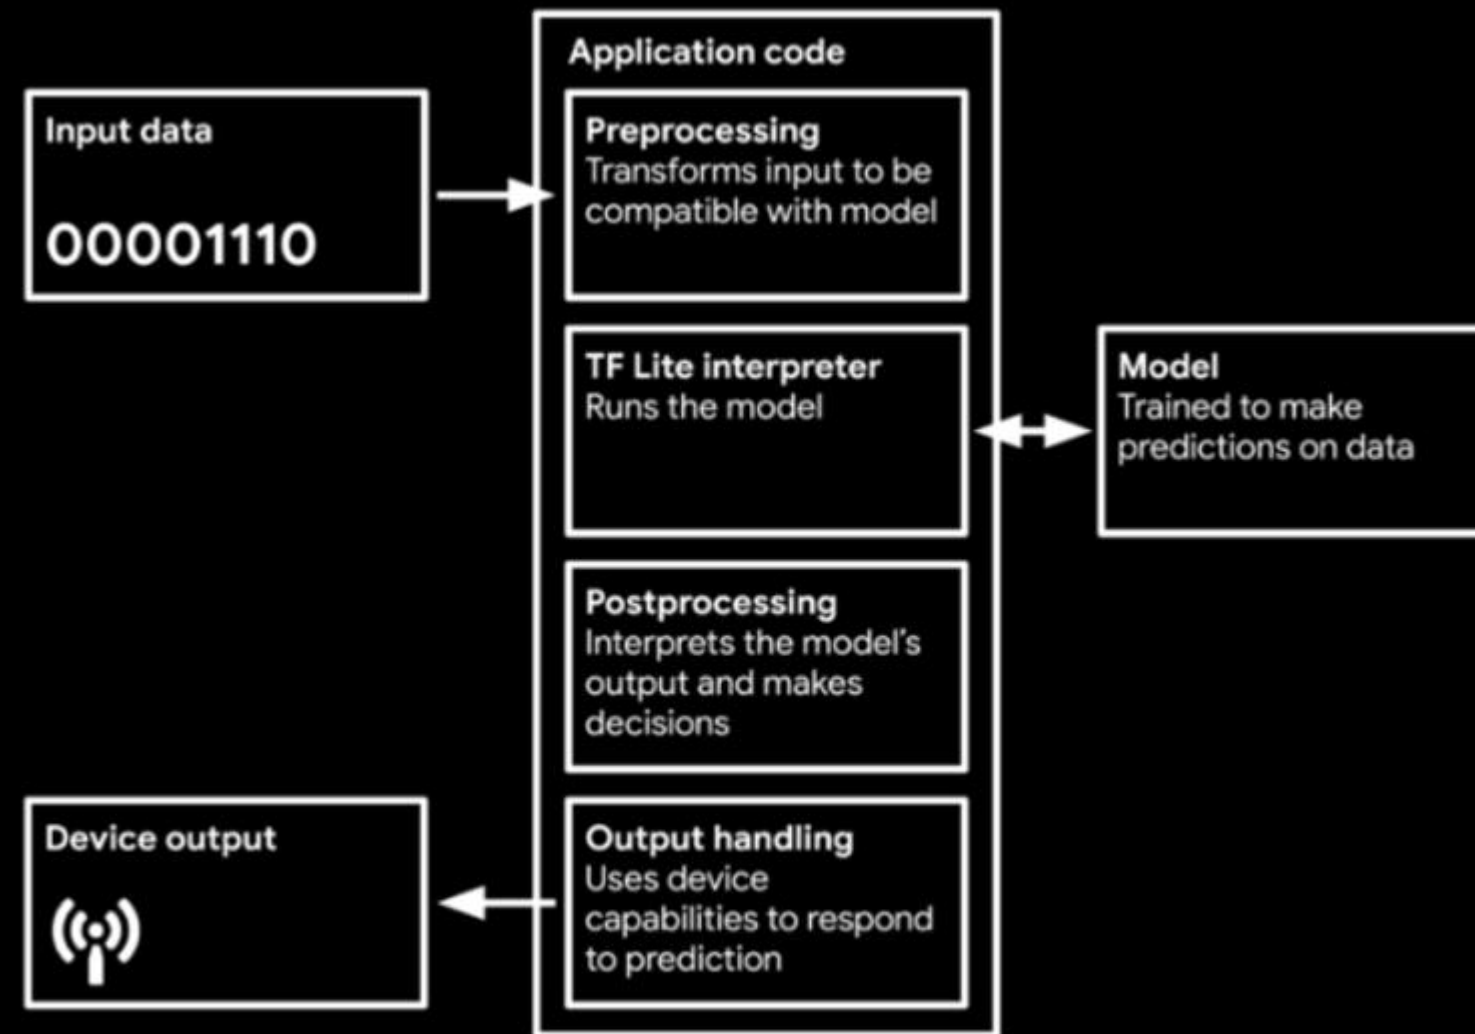 Application code
Input data
00001110
Preprocessing
Transforms input to be
compatible with model
TF Lite interpreter
Runs the model
Model
Trained to make
predictions on data
Postprocessing
Interprets the model's
output and makes
decisions
Device output
Output handling
Uses device
capabilities to respond
to prediction